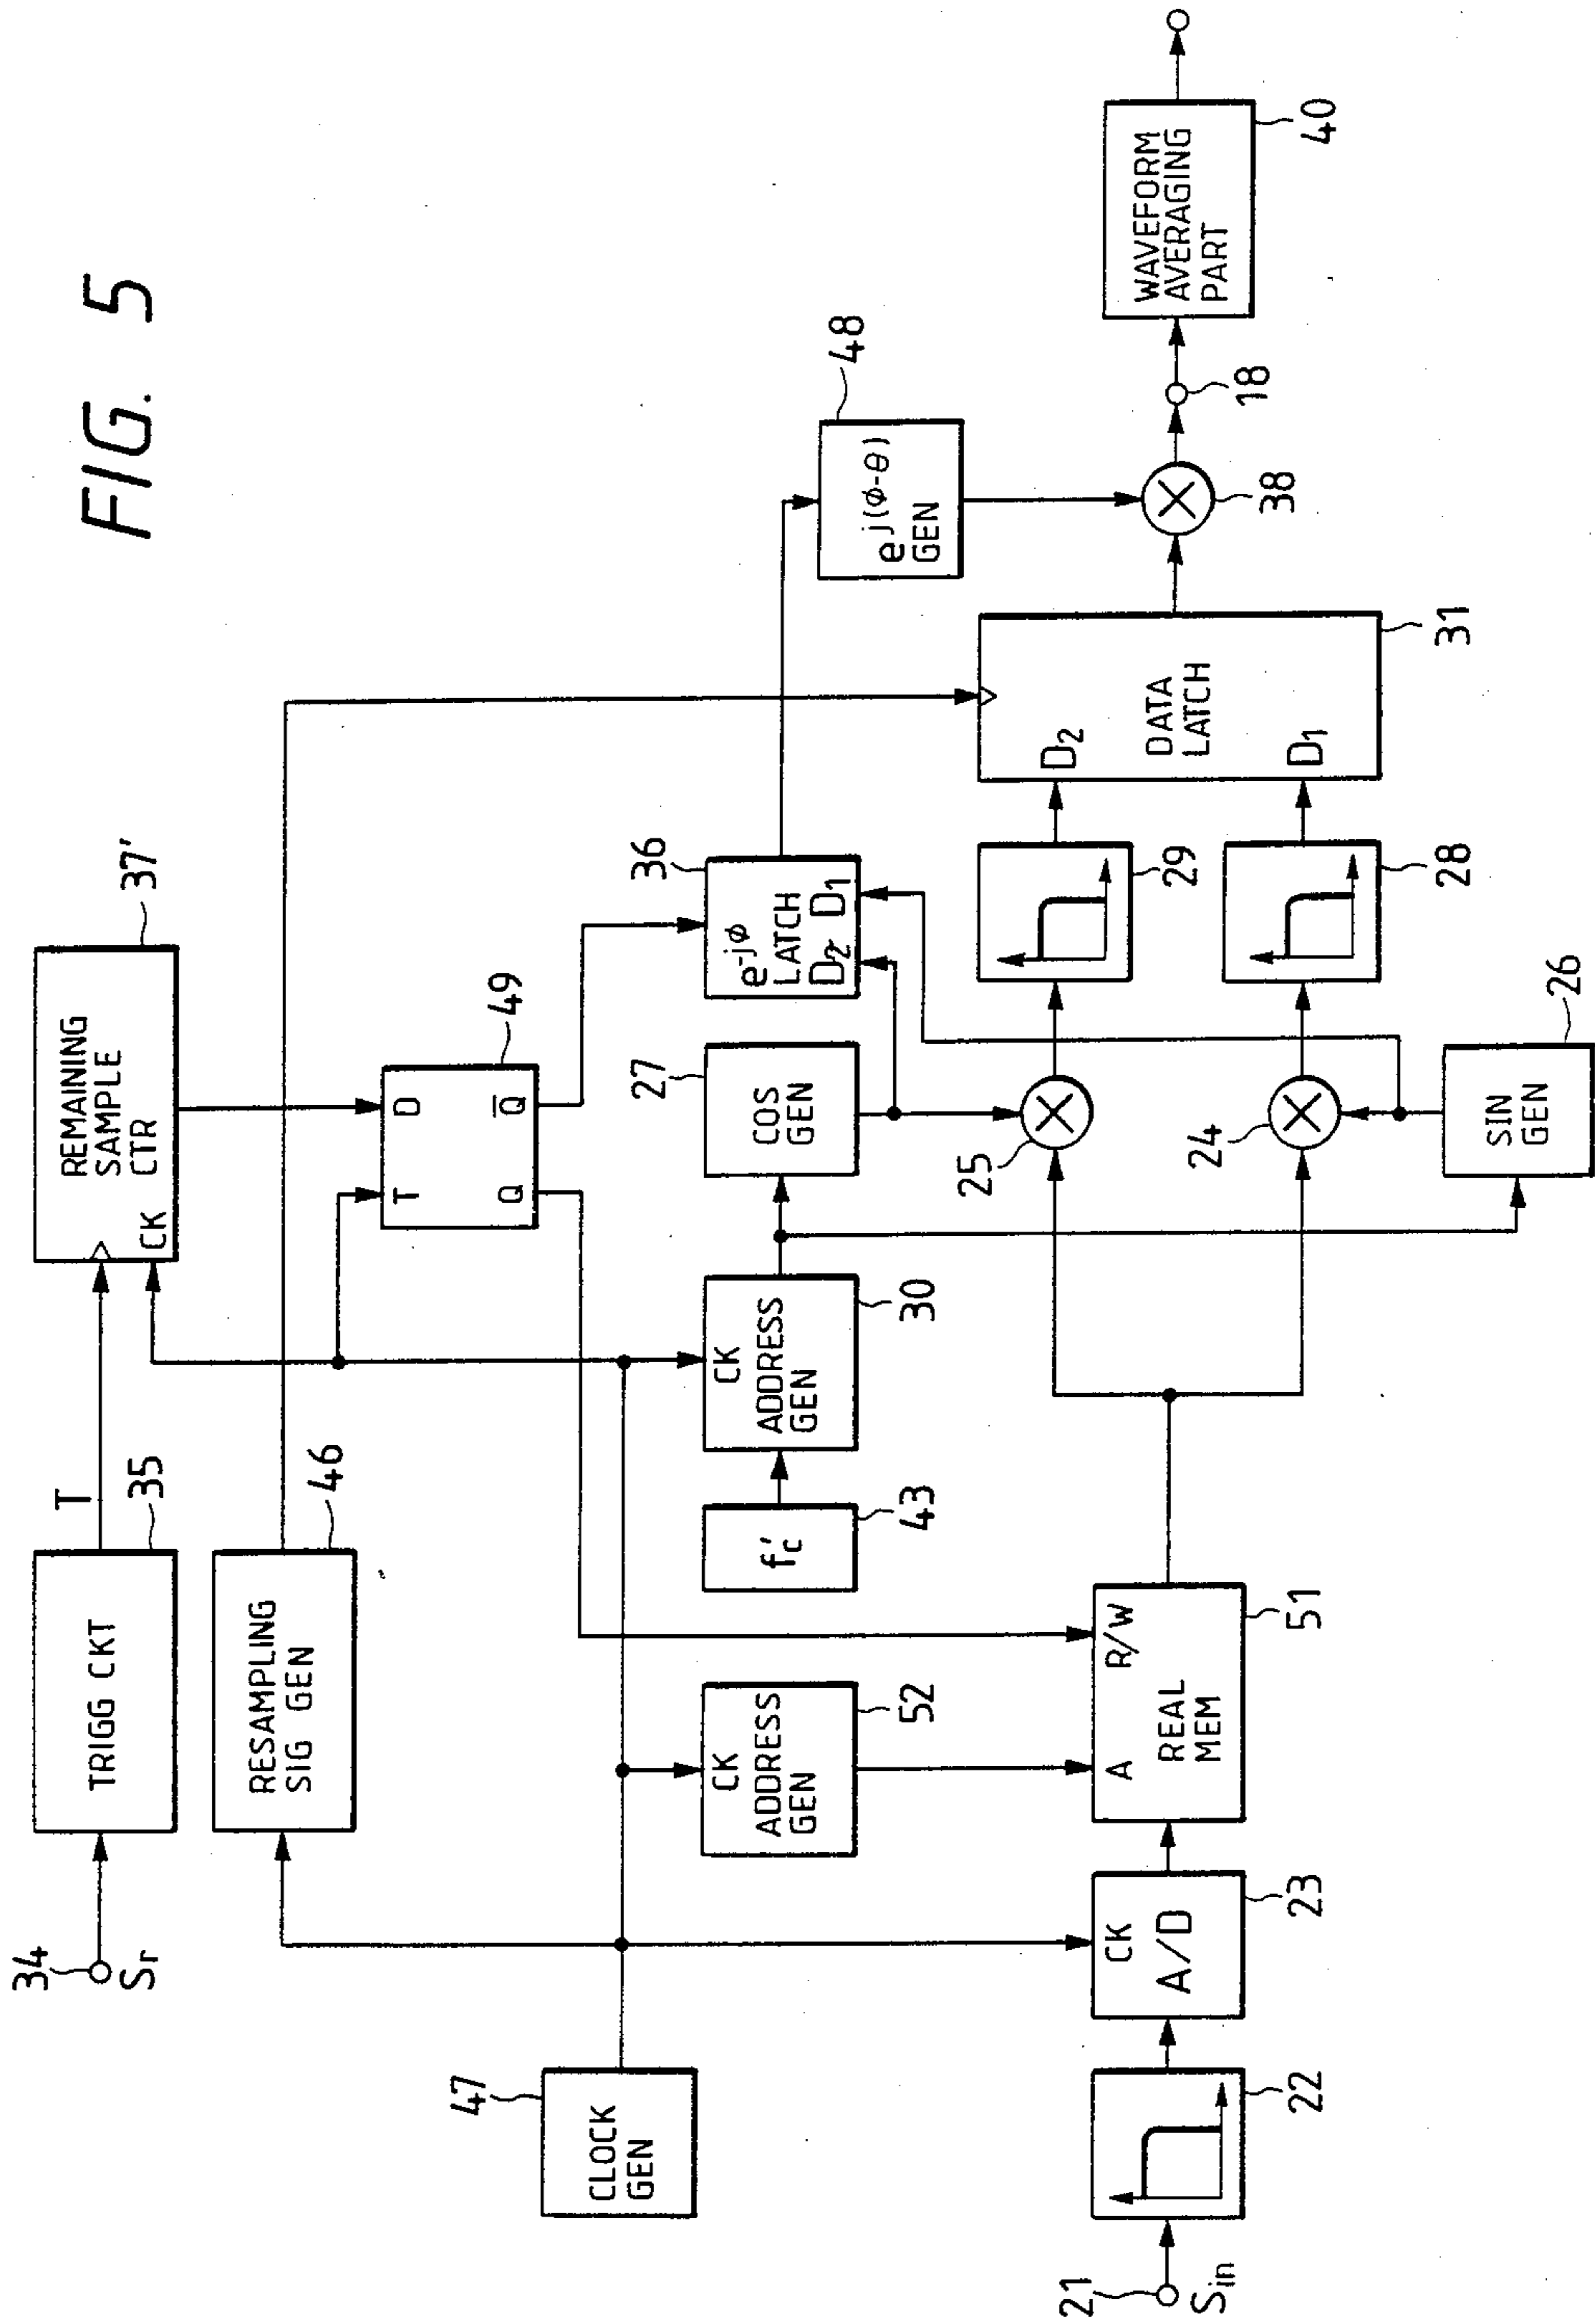 FIG. 5
34
Sr
TRIGG CKT
35
T
REMAINING
SAMPLE
CTR
CK
37'
RESAMPLING
SIG GEN
46
T
D
Q
Q̅
49
47
CLOCK
GEN
CK
ADDRESS
GEN
52
f'c
43
CK
ADDRESS
GEN
30
27
COS
GEN
36
e-jφ
LATCH
D2 D1
ej(φ-θ)
GEN
48
21
Sin
22
CK
A/D
23
A
R/W
REAL
MEM
51
25
24
SIN
GEN
26
29
28
D2
DATA
LATCH
D1
31
38
18
WAVEFORM
AVERAGING
PART
40